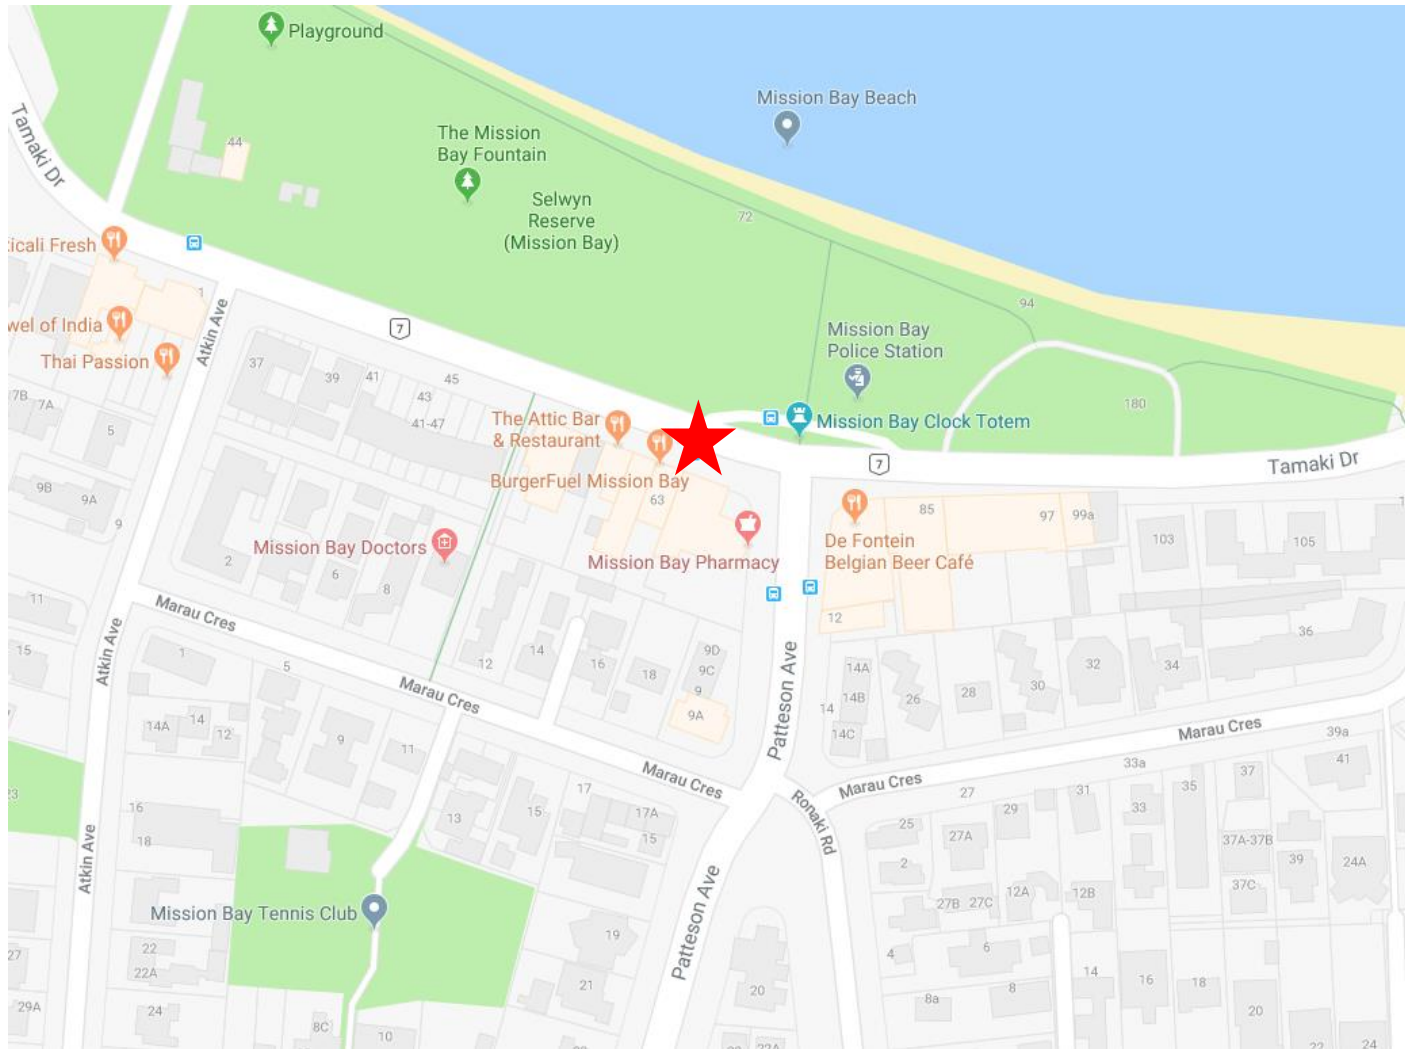 Playground
Mission Bay Beach
Tamaki Dr
44
The Mission
Bay Fountain
Selwyn
Reserve
(Mission Bay)
72
icali Fresh
1
94
wel of India
Atkin Ave
7
Mission Bay
Police Station
Thai Passion
37
39
41
45
43
41-47
180
7B
7A
5
The Attic Bar
& Restaurant
Mission Bay Clock Totem
7
Tamaki Dr
BurgerFuel Mission Bay
63
9B
9A
9
85
97
99a
103
105
De Fontein
Belgian Beer Café
Mission Bay Doctors
Mission Bay Pharmacy
2
6
8
11
Marau Cres
12
36
15
Atkin Ave
1
5
12
14
16
18
9D
9C
9
9A
Patteson Ave
14A
14B
14
14C
26
28
30
32
34
Marau Cres
14A
14
12
9
11
Marau Cres
Marau Cres
39a
41
33a
Marau Cres
Ronaki Rd
23
16
18
13
15
17
17A
15
27
25
27A
29
31
33
35
37
37A-37B
39
24A
2
37C
Atkin Ave
Mission Bay Tennis Club
27B
27C
12A
12B
Patteson Ave
19
27
22
22A
4
6
21
20
8a
8
14
16
18
20
29A
24
8C
10
22A
22
24